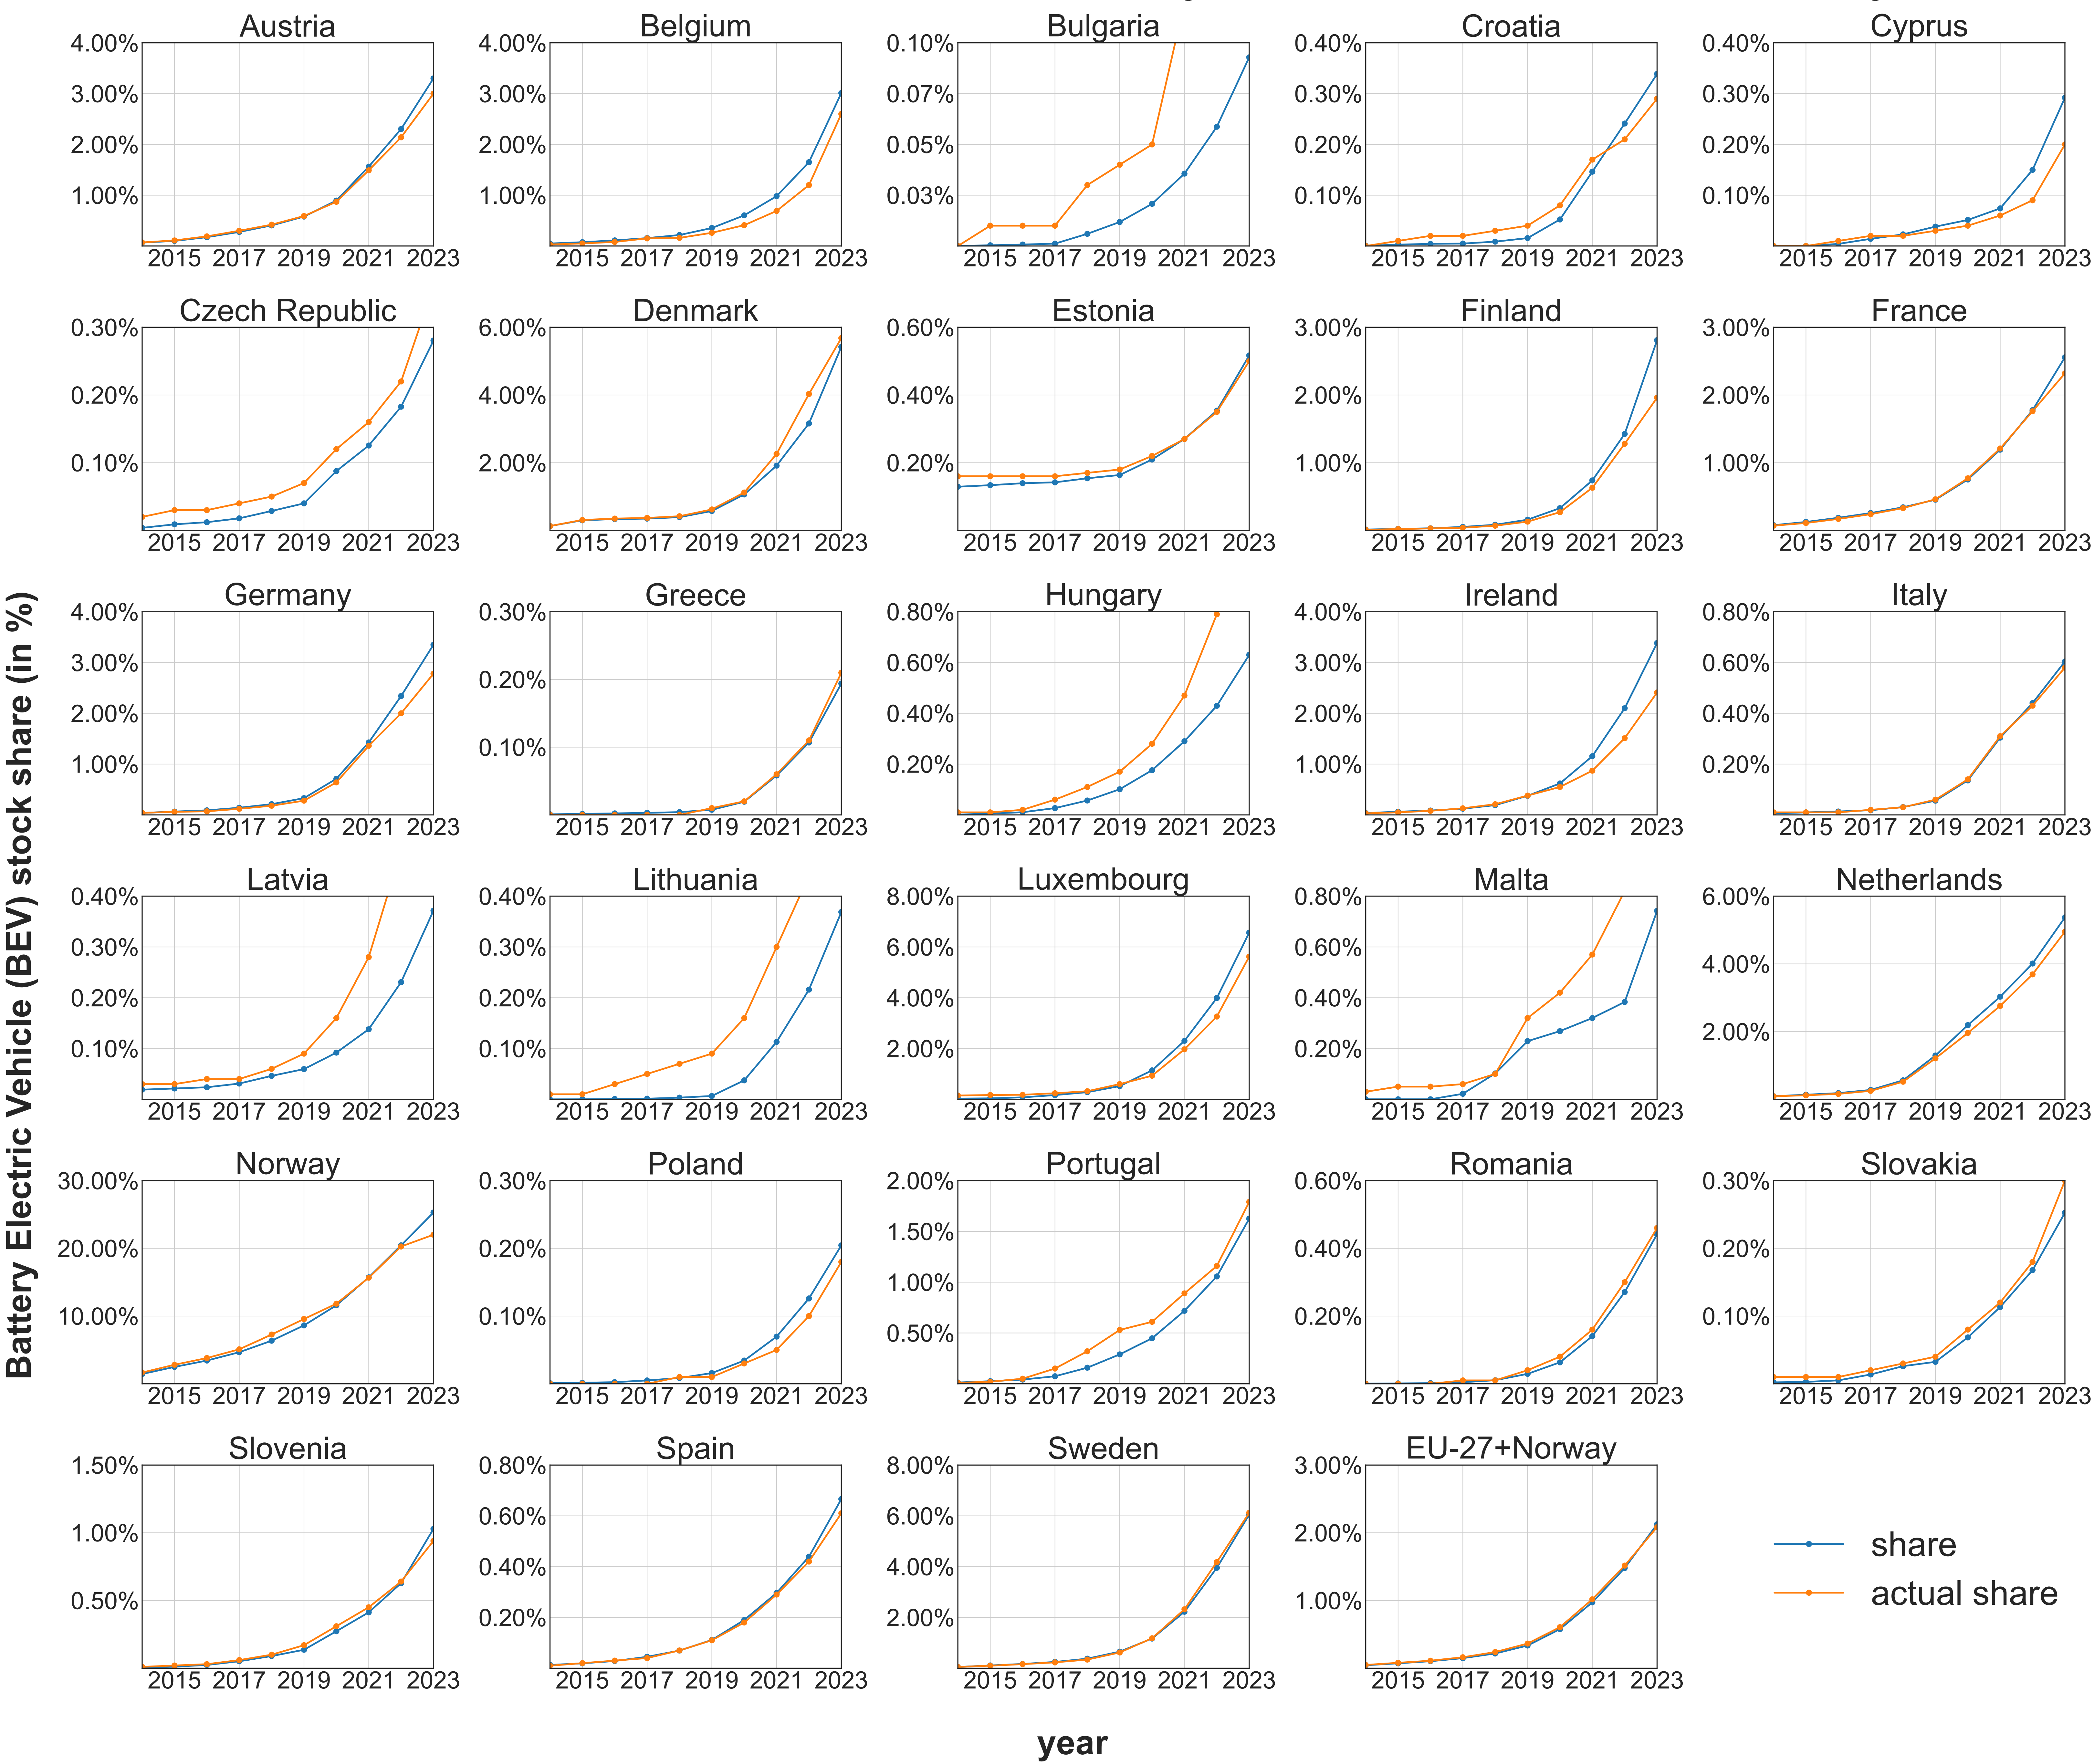 Austria Belgium Bulgaria Croatia Cyprus
4.00% 4.00% 0.10% 0.40% 0.40%
3.00% 3.00% 0.07% 0.30% 0.30%
2.00% 2.00% 0.05% 0.20% 0.20%
1.00% 1.00% 0.03% 0.10% 0.10%
2015 2017 2019 2021 2023 2015 2017 2019 2021 2023 2015 2017 2019 2021 2023 2015 2017 2019 2021 2023 2015 2017 2019 2021 2023
Czech Republic Denmark Estonia Finland France
0.30% 6.00% 0.60% 3.00% 3.00%
0.20% 4.00% 0.40% 2.00% 2.00%
0.10% 2.00% 0.20% 1.00% 1.00%
2015 2017 2019 2021 2023 2015 2017 2019 2021 2023 2015 2017 2019 2021 2023 2015 2017 2019 2021 2023 2015 2017 2019 2021 2023
Battery Electric Vehicle (BEV) stock share (in %)
Germany Greece Hungary Ireland Italy
4.00% 0.30% 0.80% 4.00% 0.80%
3.00% 0.20% 0.60% 3.00% 0.60%
2.00% 0.10% 0.40% 2.00% 0.40%
1.00% 0.20% 1.00% 0.20%
2015 2017 2019 2021 2023 2015 2017 2019 2021 2023 2015 2017 2019 2021 2023 2015 2017 2019 2021 2023 2015 2017 2019 2021 2023
Latvia Lithuania Luxembourg Malta Netherlands
0.40% 0.40% 8.00% 0.80% 6.00%
0.30% 0.30% 6.00% 0.60% 4.00%
0.20% 0.20% 4.00% 0.40% 2.00%
0.10% 0.10% 2.00% 0.20%
2015 2017 2019 2021 2023 2015 2017 2019 2021 2023 2015 2017 2019 2021 2023 2015 2017 2019 2021 2023 2015 2017 2019 2021 2023
Norway Poland Portugal Romania Slovakia
30.00% 0.30% 2.00% 0.60% 0.30%
20.00% 0.20% 1.50% 0.40% 0.20%
10.00% 0.10% 1.00% 0.20% 0.10%
0.50%
2015 2017 2019 2021 2023 2015 2017 2019 2021 2023 2015 2017 2019 2021 2023 2015 2017 2019 2021 2023 2015 2017 2019 2021 2023
Slovenia Spain Sweden EU-27+Norway
1.50% 0.80% 8.00% 3.00%
1.00% 0.60% 6.00% 2.00%
0.50% 0.40% 4.00% 1.00%
0.20% 2.00%
2015 2017 2019 2021 2023 2015 2017 2019 2021 2023 2015 2017 2019 2021 2023 2015 2017 2019 2021 2023
share
actual share
year